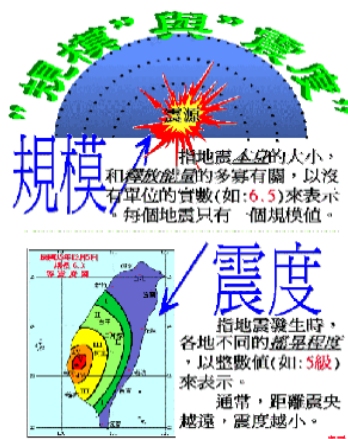 "規模"與"震度"
震源
規模
指地震本身的大小，
和釋放能量的多寡有關，以沒
有單位的實數(如:6.5)來表示
。每個地震只有一個規模值。
震度
指地震發生時，
各地不同的搖晃程度
，以整數值(如:5級)
來表示。
通常，距離震央
越遠，震度越小。